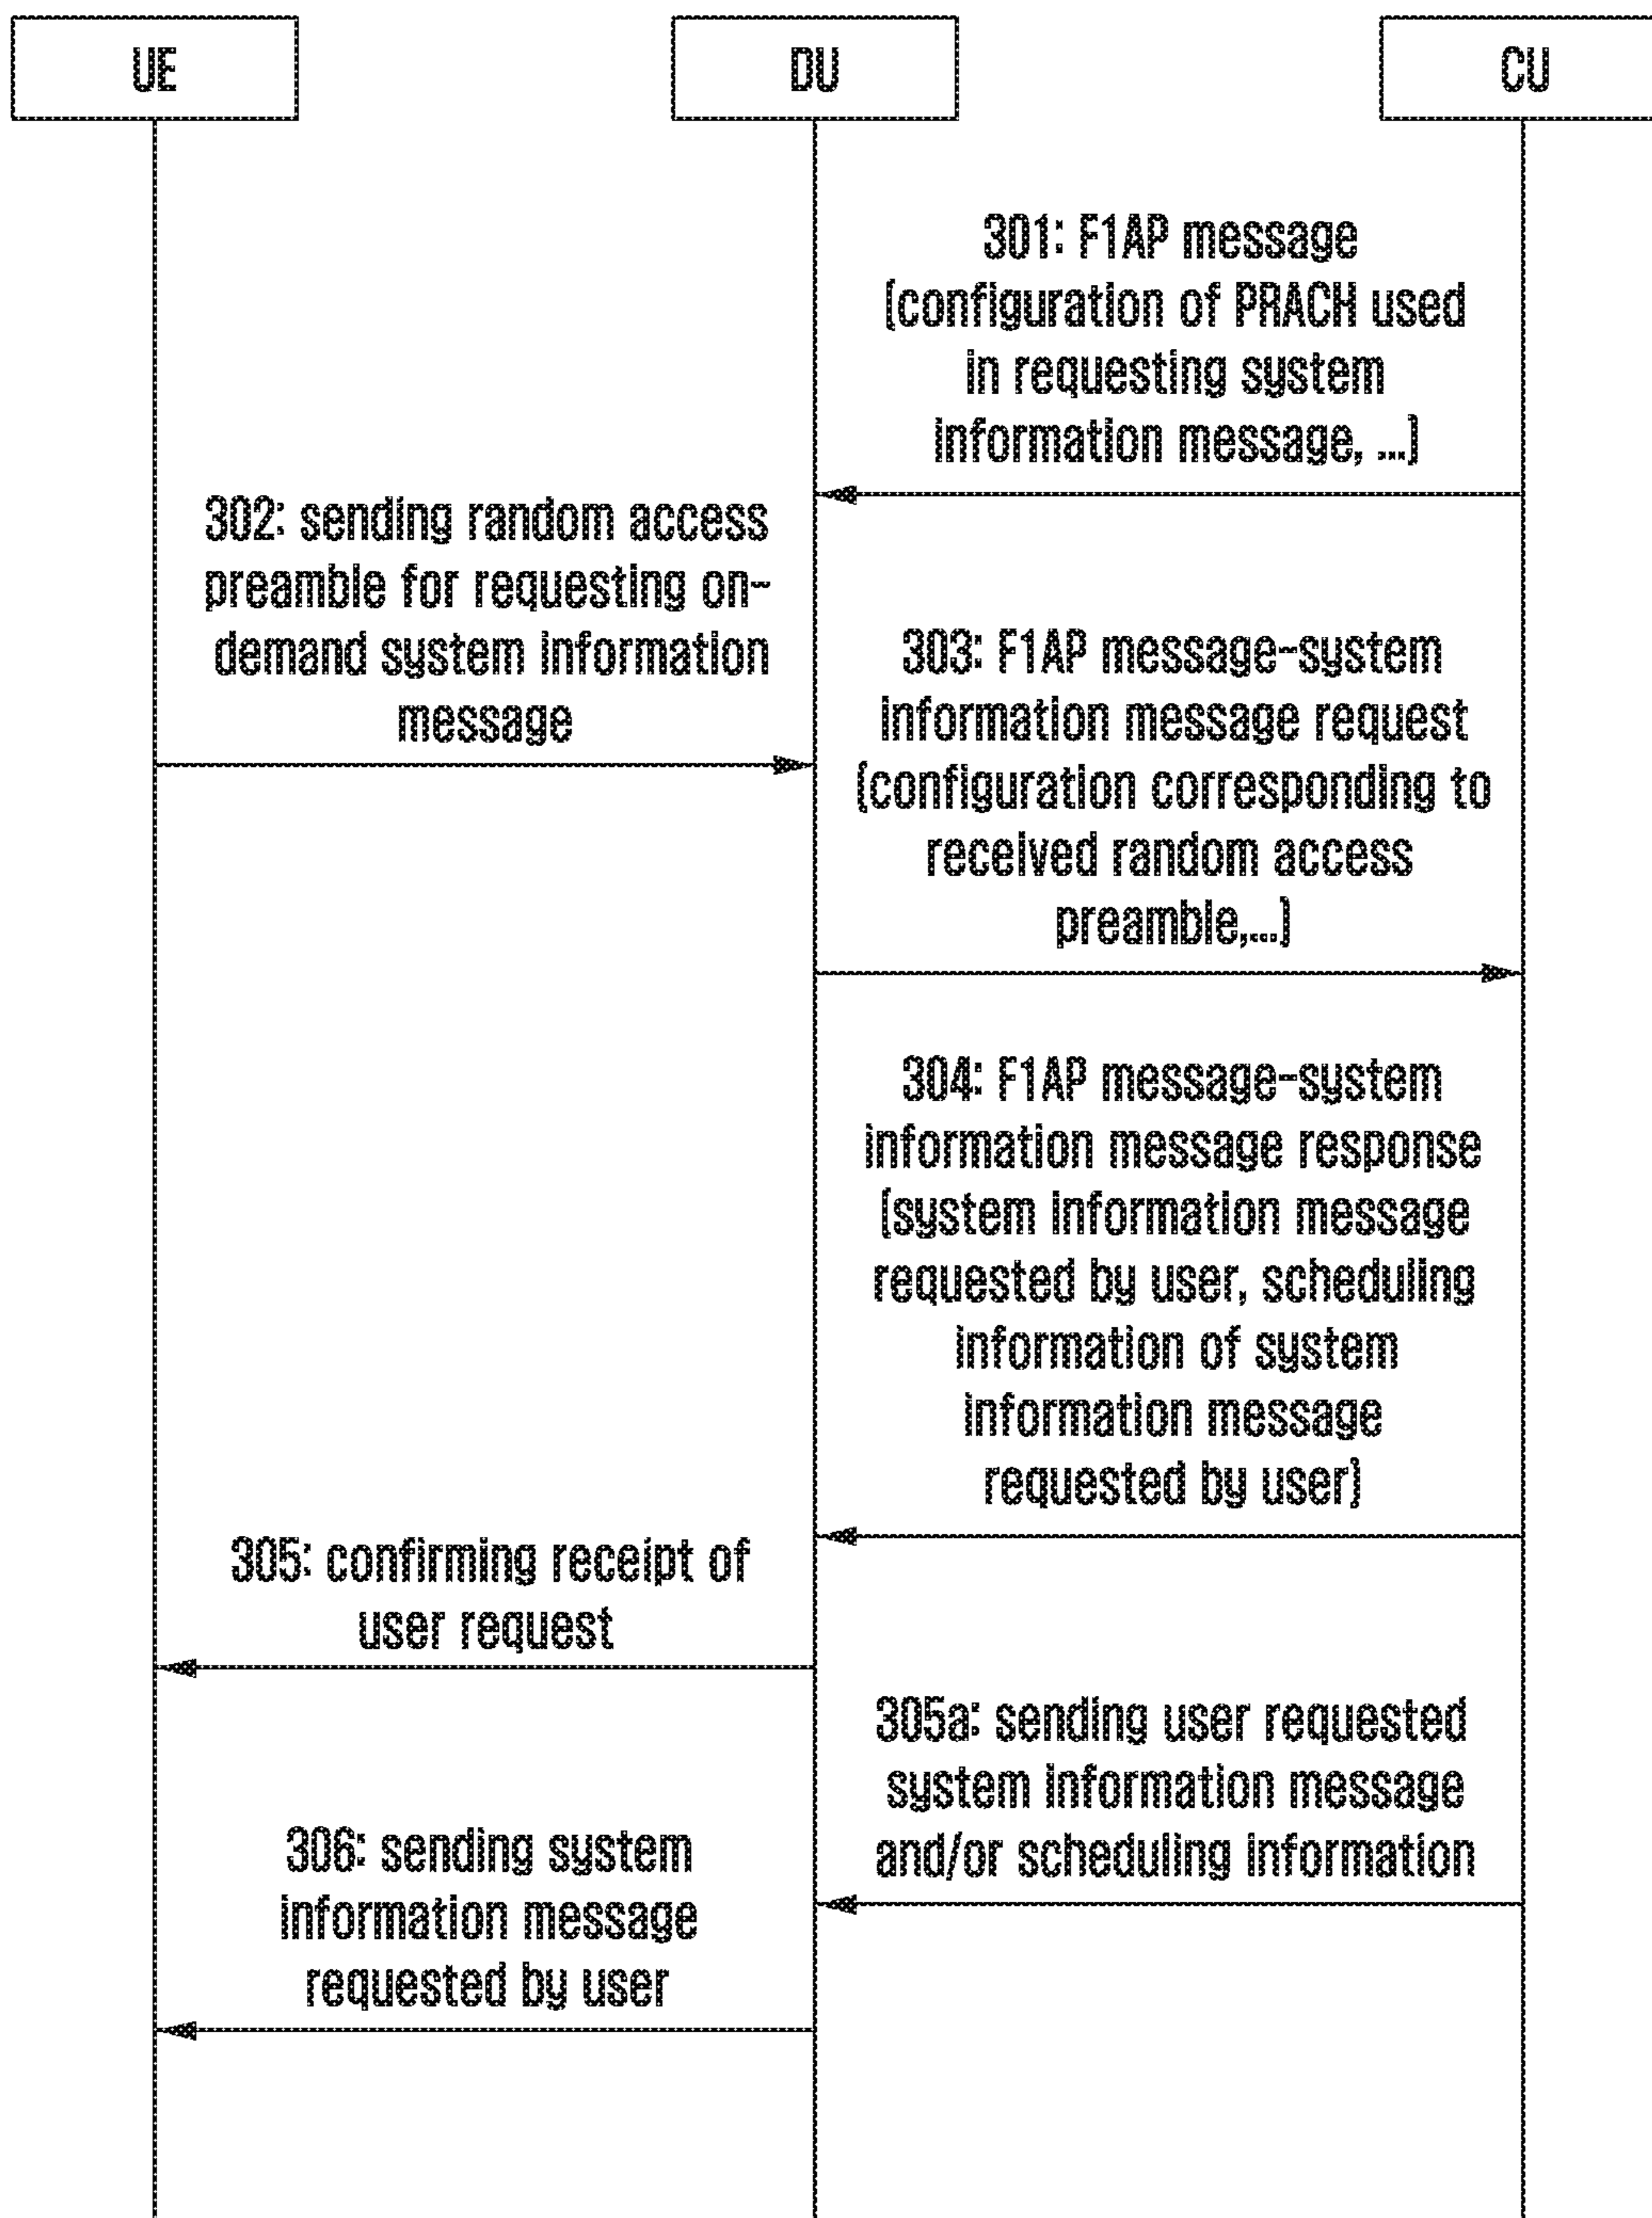 UE
DU
CU
301: F1AP message
(configuration of PRACH used
in requesting system
information message, ...)
302: sending random access
preamble for requesting on-
demand system information
message
303: F1AP message-system
information message request
(configuration corresponding to
received random access
preamble,...)
304: F1AP message-system
information message response
(system information message
requested by user, scheduling
information of system
information message
requested by user)
305: confirming receipt of
user request
305a: sending user requested
system information message
and/or scheduling information
306: sending system
information message
requested by user